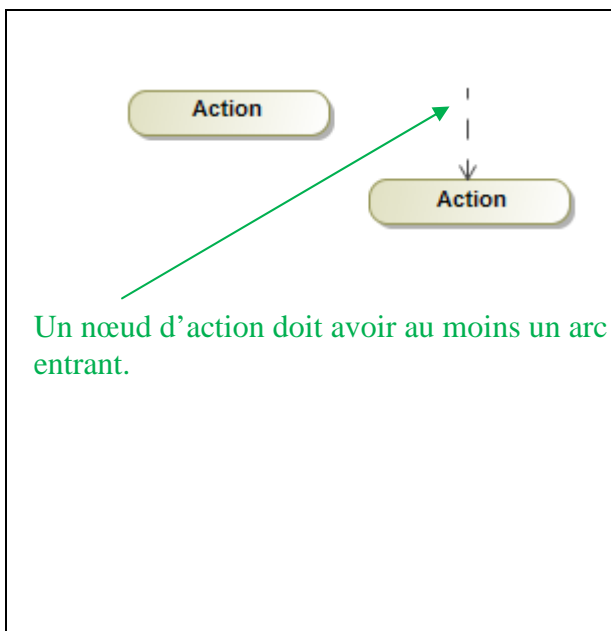 Action
Action
Un nœud d’action doit avoir au moins un arc
entrant.